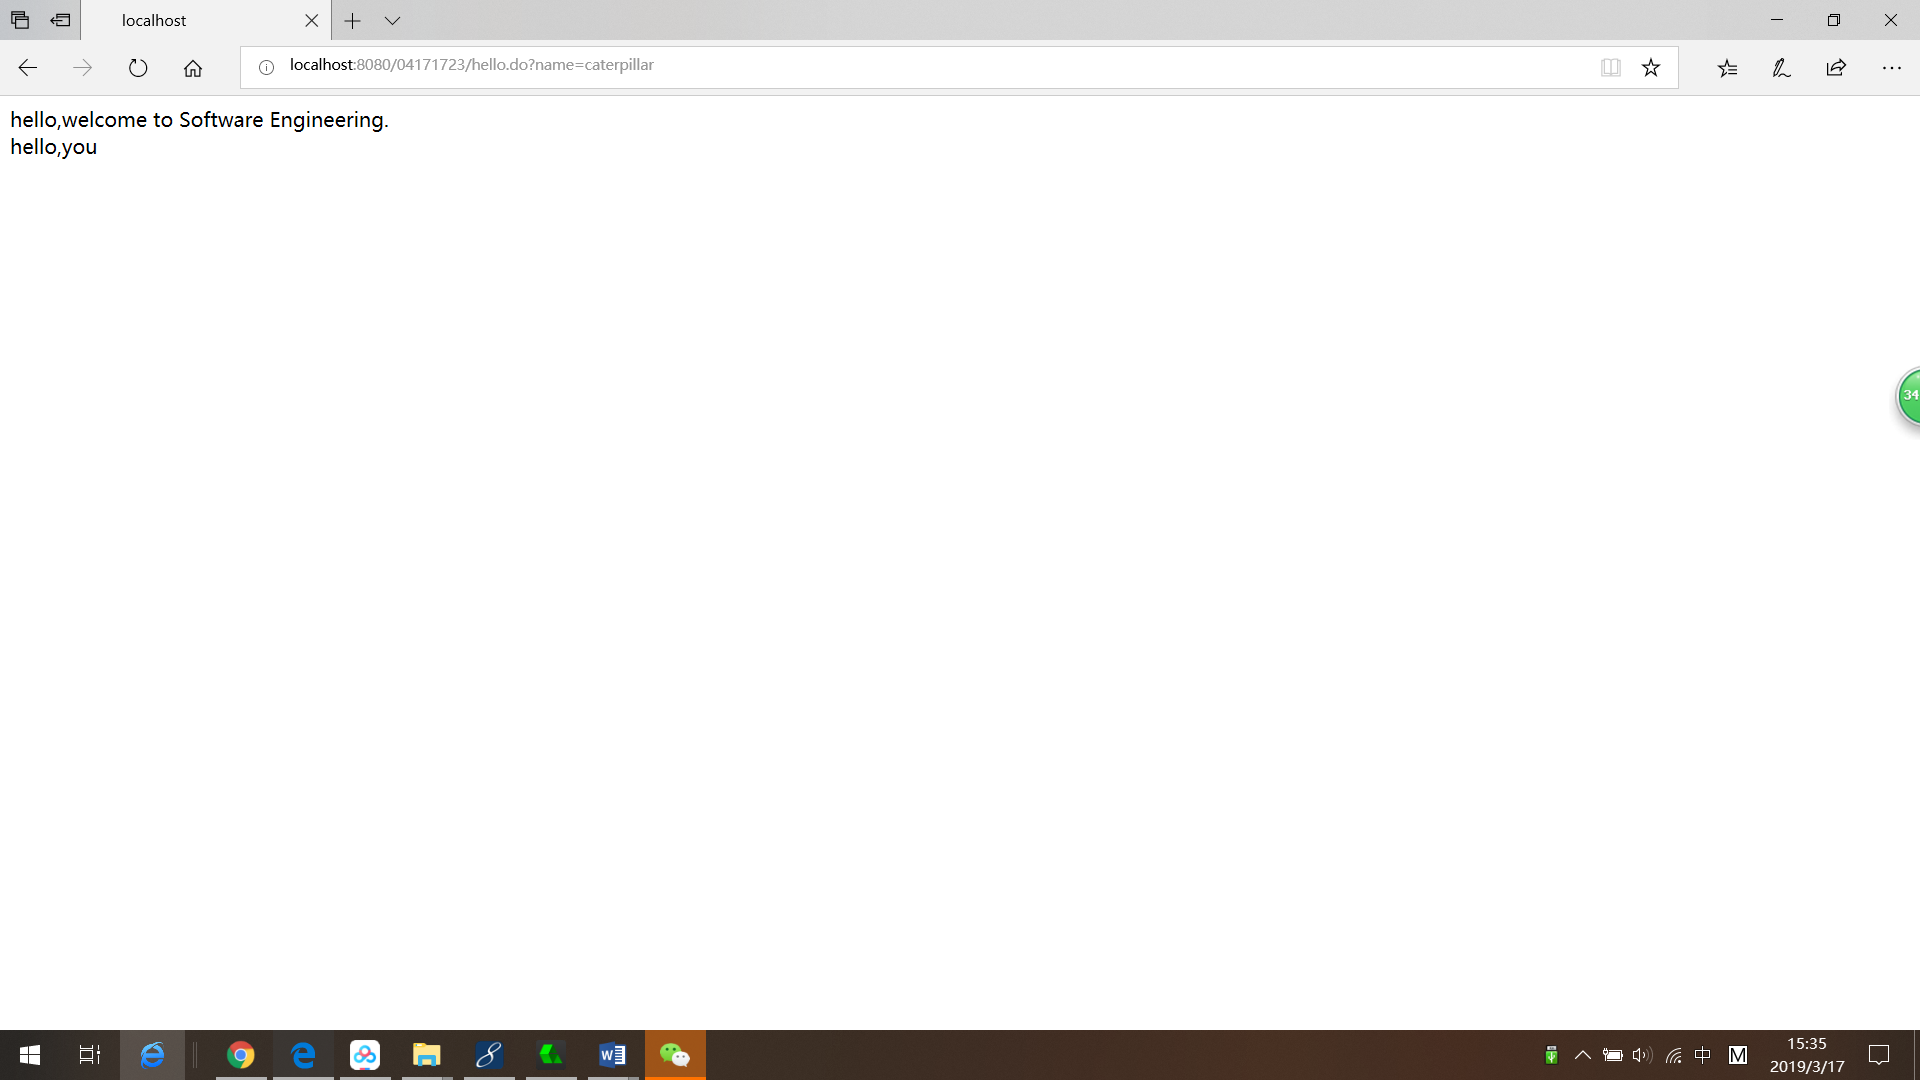 localhost
localhost:8080/04171723/hello.do?name=caterpillar
hello,welcome to Software Engineering.
hello,you
34
中
M
15:35
2019/3/17